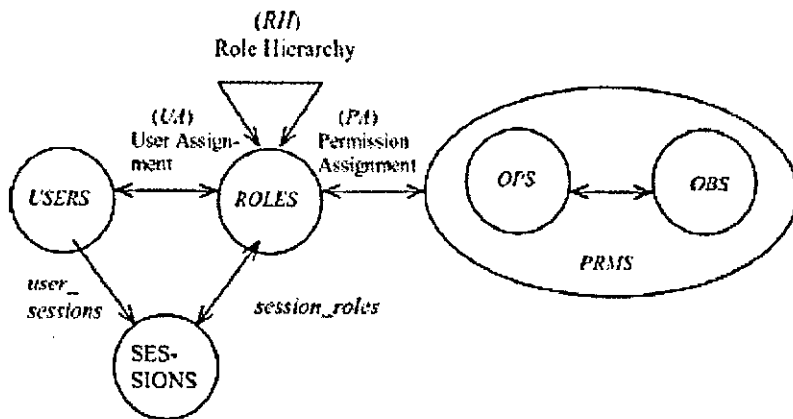 (RH)
Role Hierarchy
(UA)
User Assign-
ment
(PA)
Permission
Assignment
USERS
ROLES
OPS
OBS
PRMS
user_
sessions
session_roles
SES-
SIONS